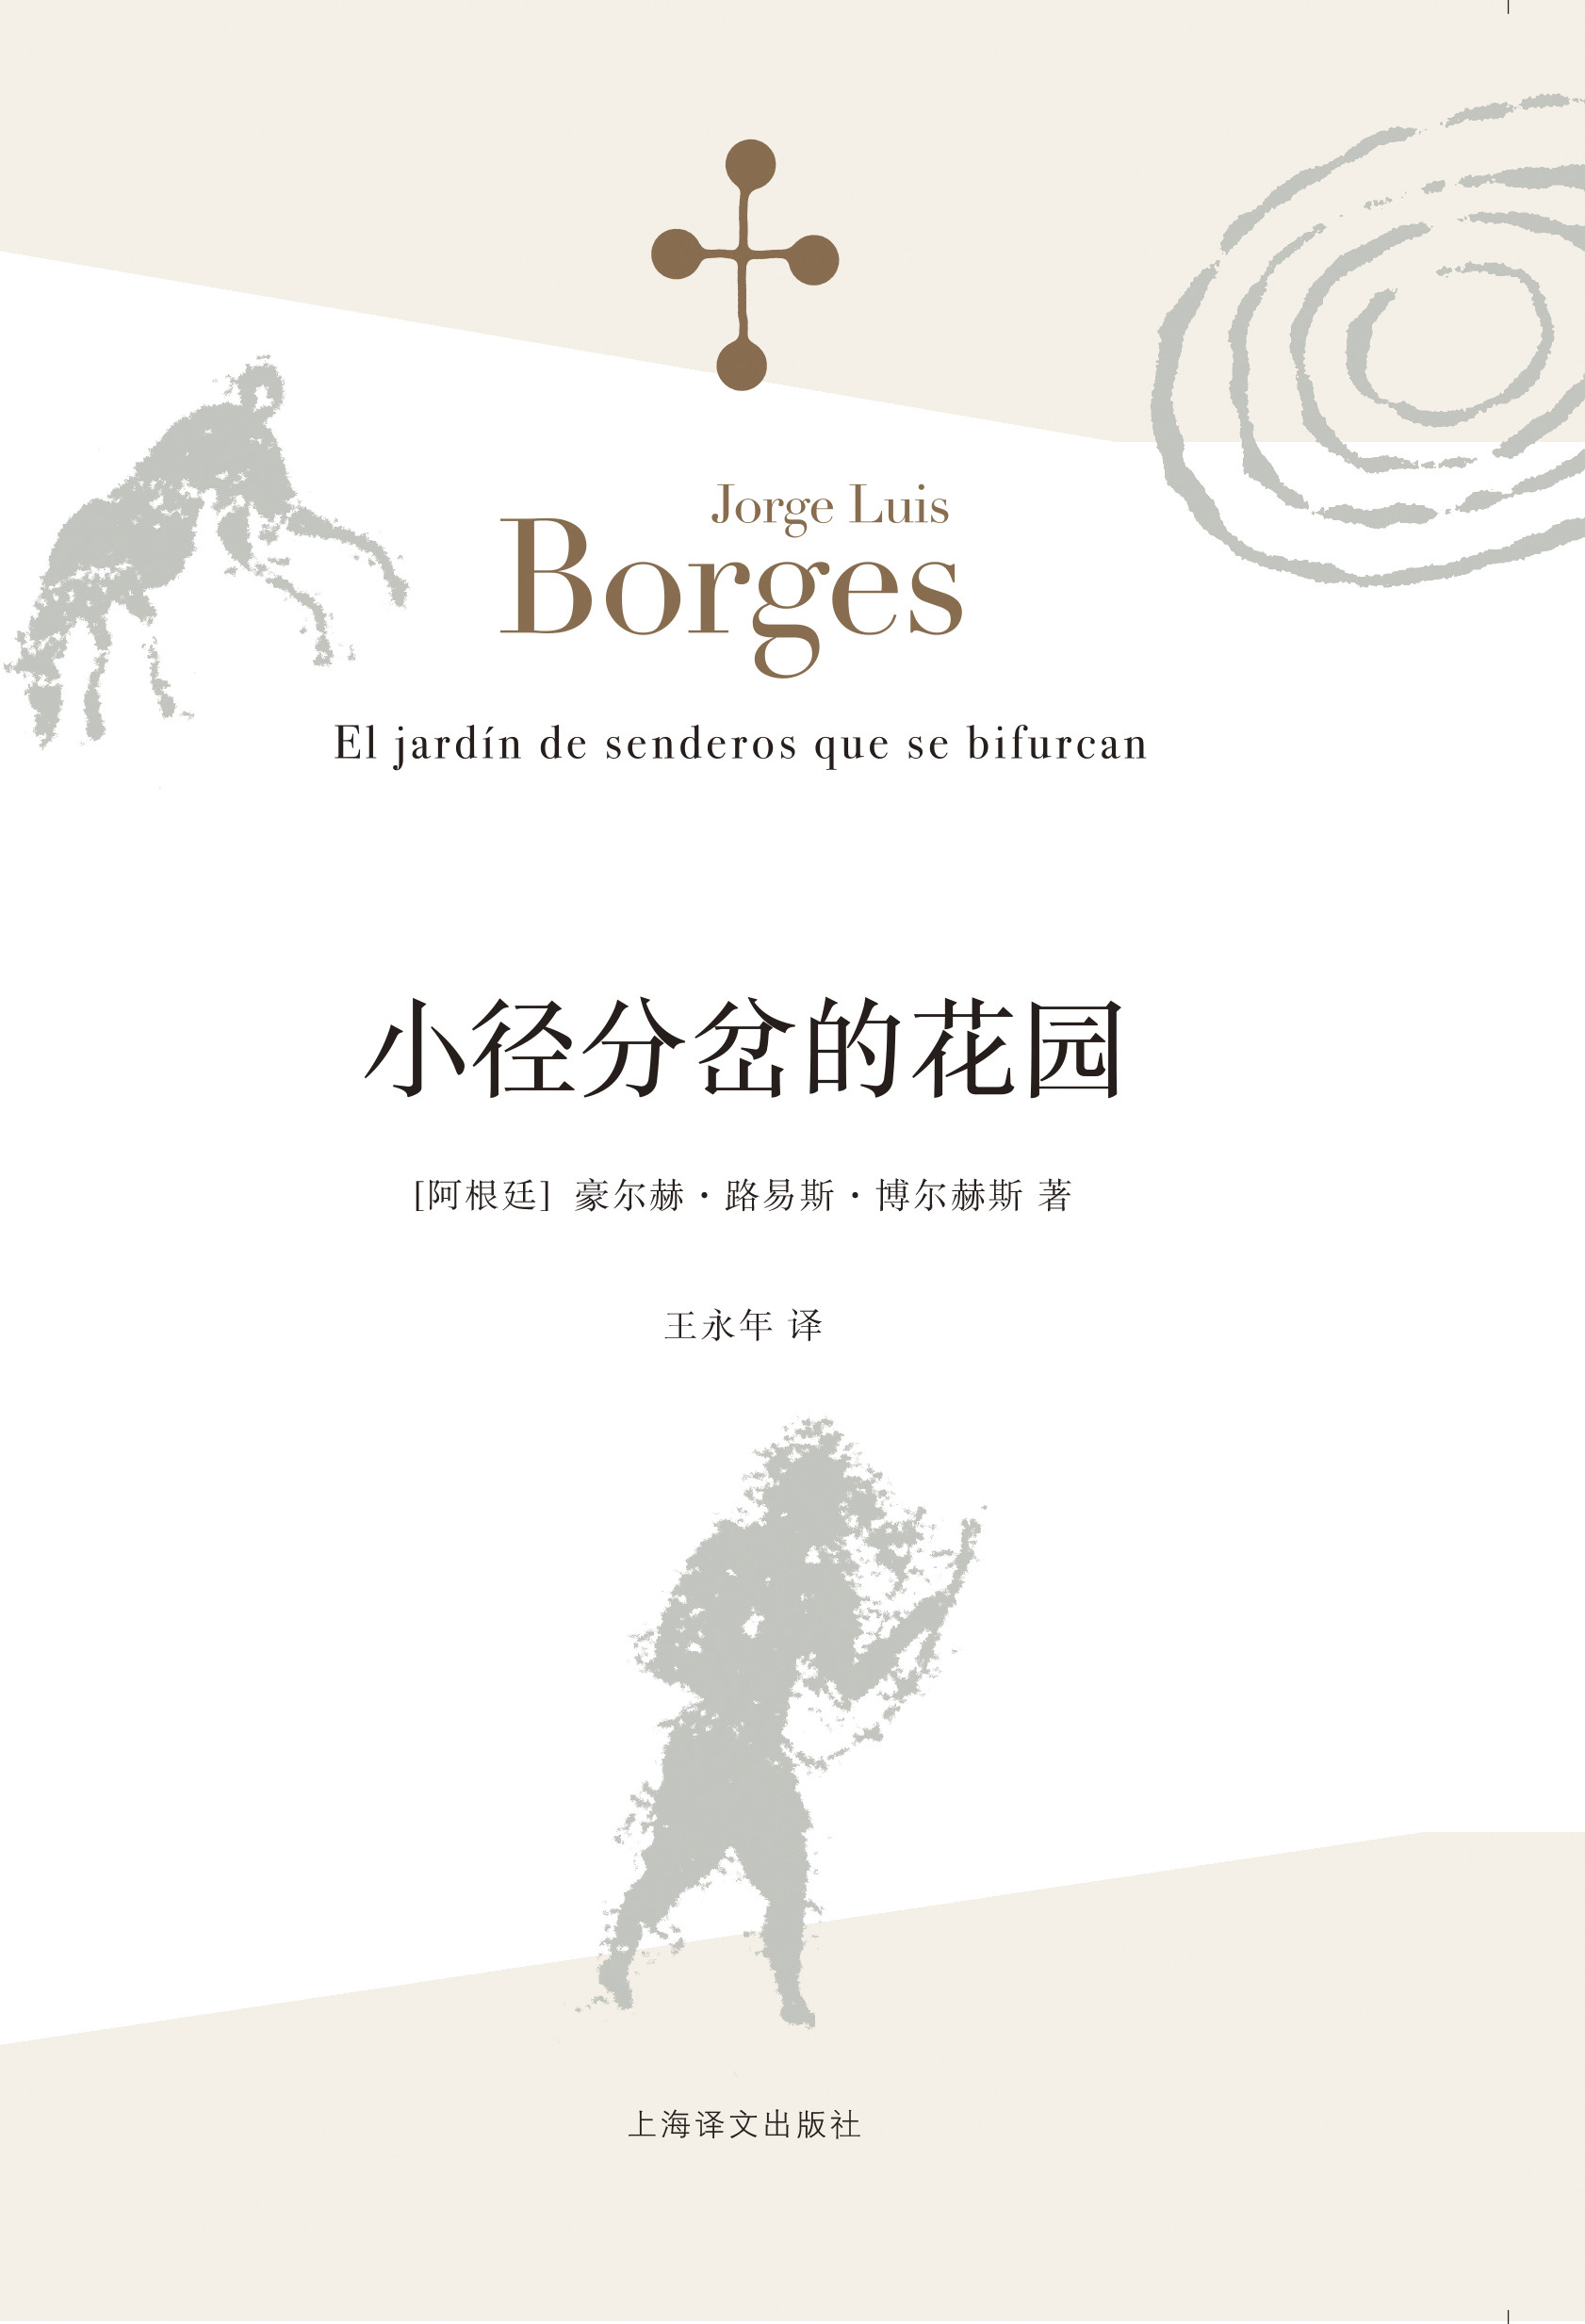 Jorge Luis
Borges
El jardín de senderos que se bifurcan
小径分岔的花园
[阿根廷] 豪尔赫·路易斯·博尔赫斯 著
王永年 译
上海译文出版社